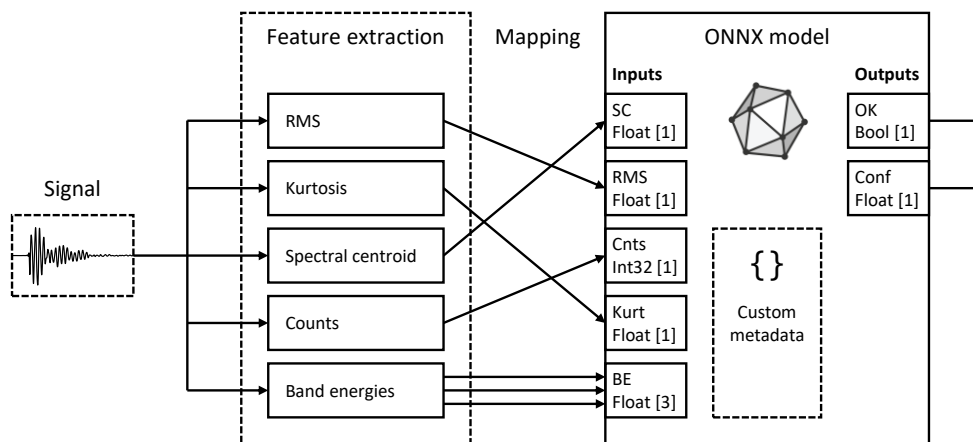 Feature extraction
Mapping
ONNX model
Inputs
Outputs
Signal
RMS
Kurtosis
Spectral centroid
Counts
Band energies
SC
Float [1]
RMS
Float [1]
Cnts
Int32 [1]
Kurt
Float [1]
BE
Float [3]
{}
Custom
metadata
OK
Bool [1]
Conf
Float [1]